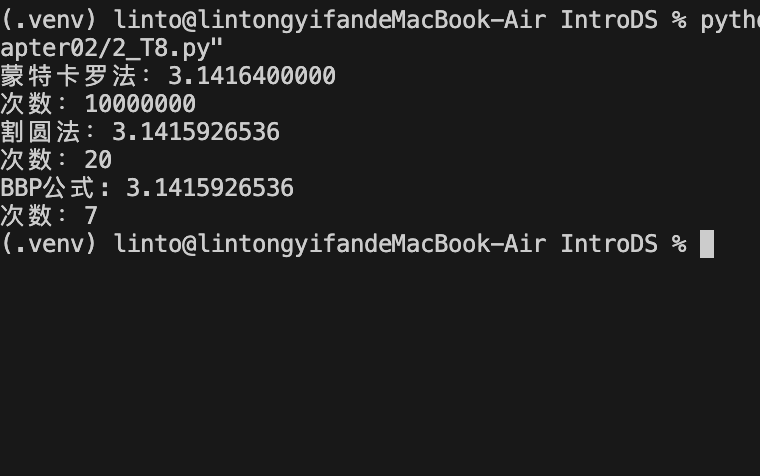 (.venv) linto@lintongyifandeMacBook-Air IntroDS %
apter02/2_T8.py"
蒙特卡罗法: 3.1416400000
次数: 10000000
割圆法: 3.1415926536
次数: 20
BBP公式: 3.1415926536
次数: 7
(.venv) linto@lintongyifandeMacBook-Air IntroDS %